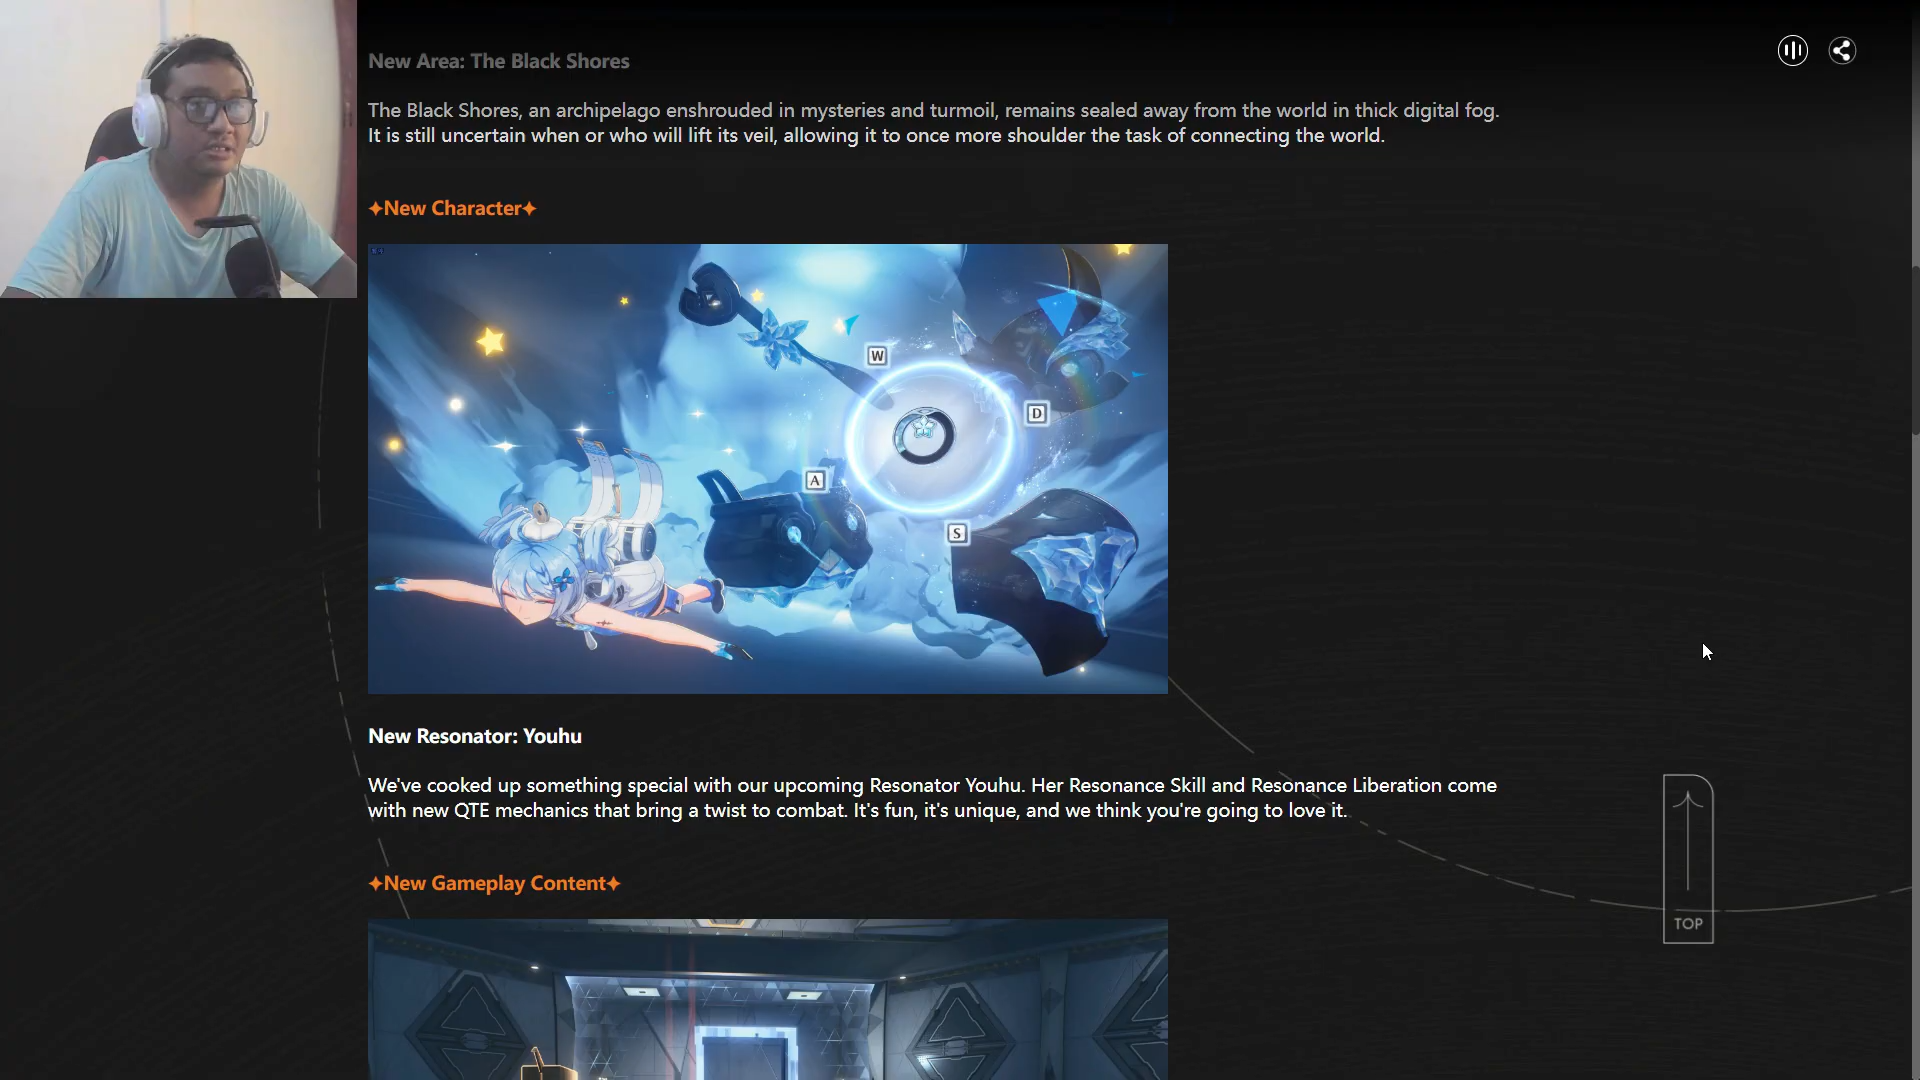 New Area: The Black Shores
The Black Shores, an archipelago enshrouded in mysteries and turmoil, remains sealed away from the world in thick digital fog.
It is still uncertain when or who will lift its veil, allowing it to once more shoulder the task of connecting the world.
✦New Character✦
W
D
A
S
New Resonator: Youhu
We've cooked up something special with our upcoming Resonator Youhu. Her Resonance Skill and Resonance Liberation come
with new QTE mechanics that bring a twist to combat. It's fun, it's unique, and we think you're going to love it.
✦New Gameplay Content✦
TOP